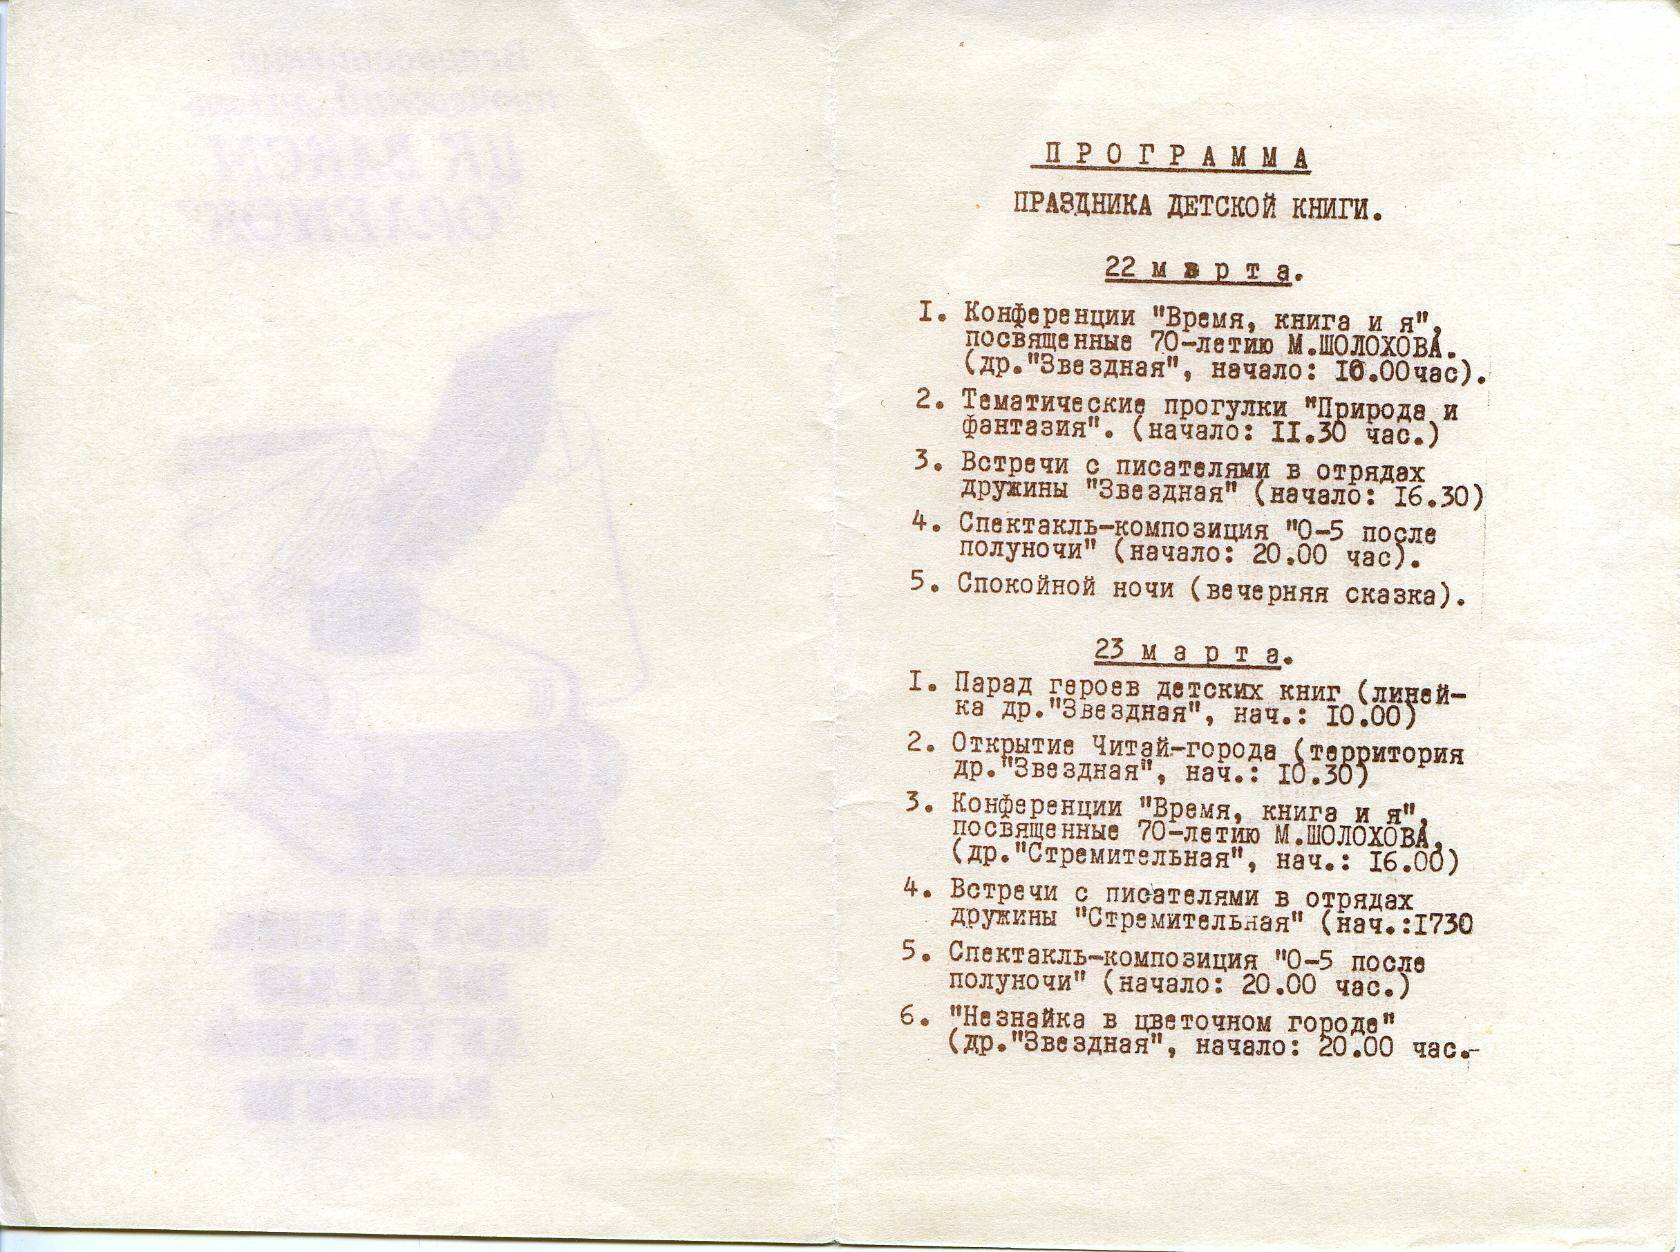 П Р О Г Р А М М А
ПРАЗДНИКА ДЕТСКОЙ КНИГИ.
22 м а р т а.
I. Конференции "Время, книга и я",
посвященные 70-летию М.ШОЛОХОВА.
(др."Звездная", начало: 10.00час).
2. Тематические прогулки "Природа и
фантазия". (начало: II.30 час.)
3. Встречи с писателями в отрядах
дружины "Звездная" (начало: I6.30)
4. Спектакль-композиция "0-5 после
полуночи" (начало: 20.00 час).
5. Спокойной ночи (вечерняя сказка).
23 м а р т а.
I. Парад героев детских книг (линей-
ка др."Звездная", нач.: I0.00)
2. Открытие Читай-города (территория
др."Звездная", нач.: I0.30)
3. Конференции "Время, книга и я",
посвященные 70-летию М.ШОЛОХОВА,
(др."Стремительная", нач.: I6.00)
4. Встречи с писателями в отрядах
дружины "Стремительная" (нач.:I730
5. Спектакль-композиция "0-5 после
полуночи" (начало: 20.00 час.)
6. "Незнайка в цветочном городе"
(др."Звездная", начало: 20.00 час.-